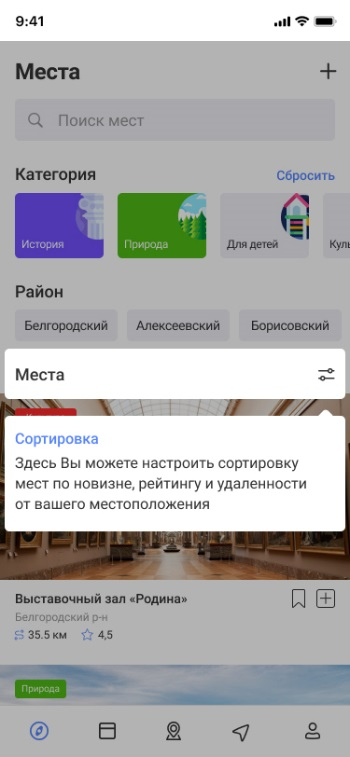 9:41
Места
Поиск мест
Категория
Сбросить
История
Природа
Для детей
Район
Белгородский
Алексеевский
Борисовский
Места
Сортировка
Здесь Вы можете настроить сортировку
мест по новизне, рейтингу и удаленности
от вашего местоположения
Выставочный зал «Родина»
Белгородский р-н
35.5 км
4,5
Природа